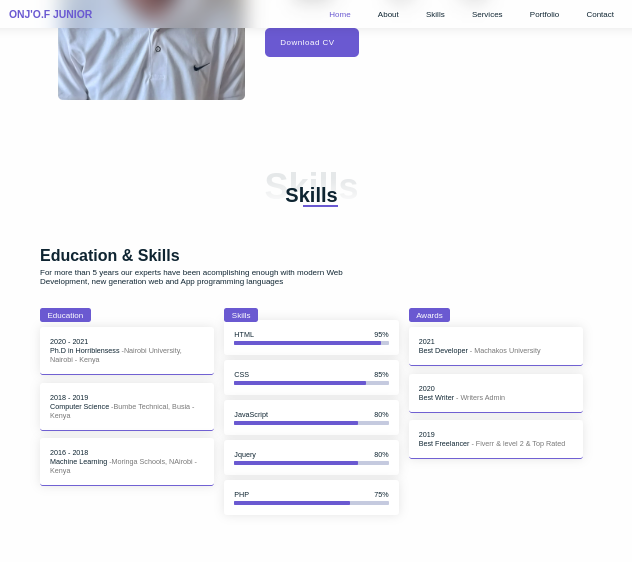 ONJ'O.F JUNIOR
Home
About
Skills
Services
Portfolio
Contact
Download CV
Skills
Skills
Education & Skills
For more than 5 years our experts have been acomplishing enough with modern Web
Development, new generation web and App programming languages
Education
2020 - 2021
Ph.D in Horriblensess -Nairobi University,
Nairobi - Kenya
2018 - 2019
Computer Science -Bumbe Technical, Busia -
Kenya
2016 - 2018
Machine Learning -Moringa Schools, NAirobi -
Kenya
Skills
HTML 95%
CSS 85%
JavaScript 80%
Jquery 80%
PHP 75%
Awards
2021
Best Developer - Machakos University
2020
Best Writer - Writers Admin
2019
Best Freelancer - Fiverr & level 2 & Top Rated